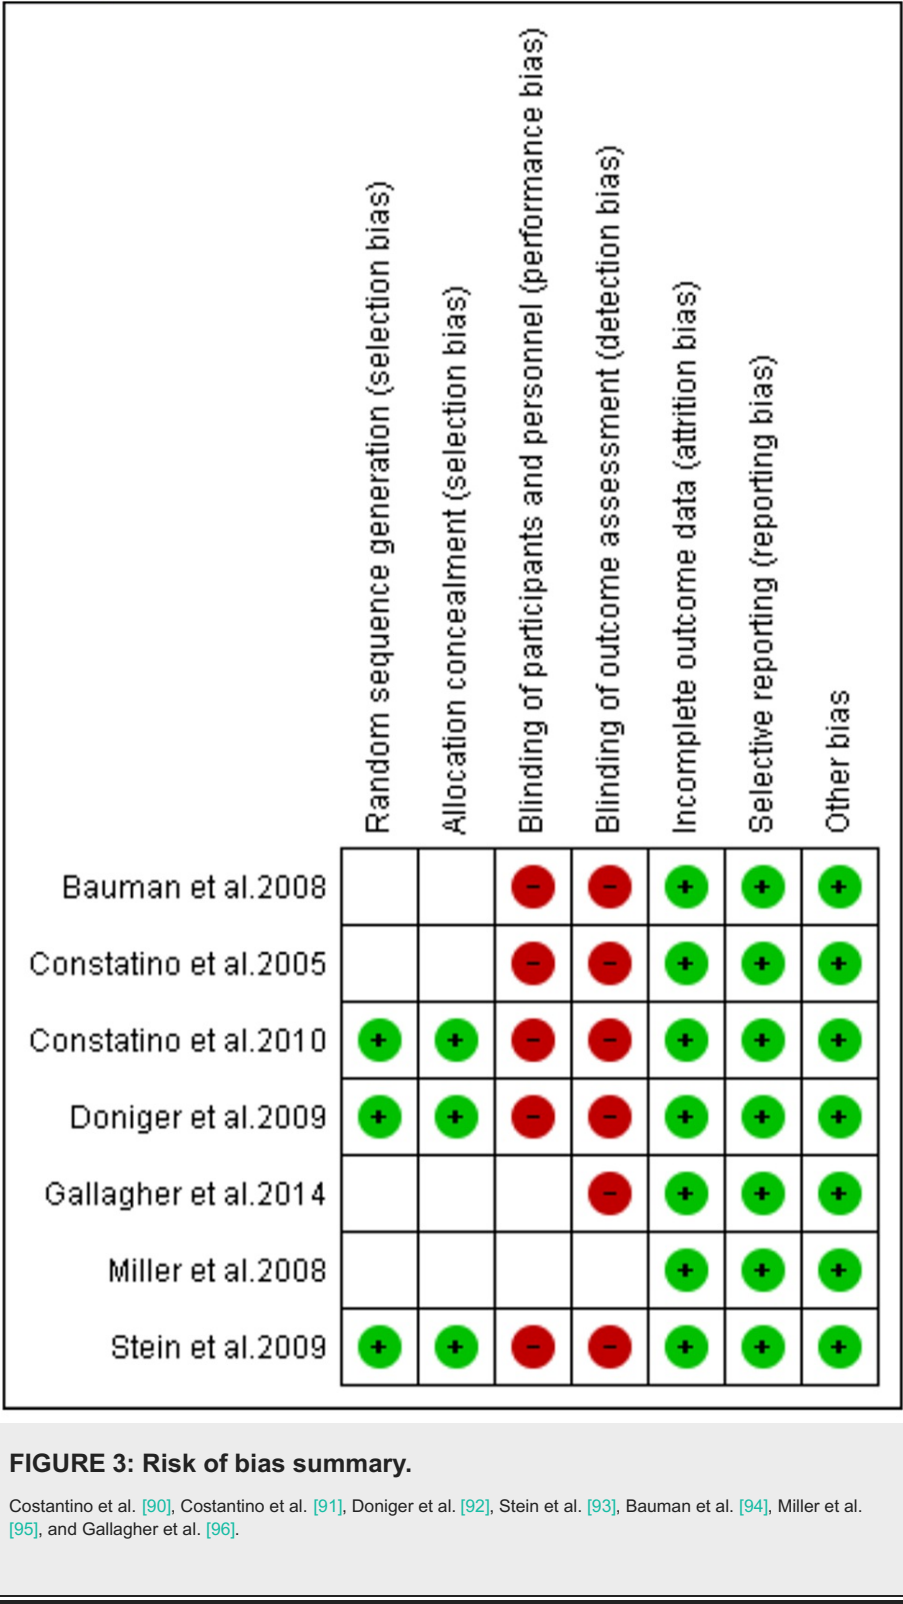 Random sequence generation (selection bias)
Allocation concealment (selection bias)
Blinding of participants and personnel (performance bias)
Blinding of outcome assessment (detection bias)
Incomplete outcome data (attrition bias)
Selective reporting (reporting bias)
Other bias
Bauman et al.2008 - - + + +
Constatino et al.2005 - - + + +
Constatino et al.2010 + + - - + + +
Doniger et al.2009 + + - - + + +
Gallagher et al.2014 - + + +
Miller et al.2008 + + +
Stein et al.2009 + + - - + + +
FIGURE 3: Risk of bias summary.
Costantino et al. [90], Costantino et al. [91], Doniger et al. [92], Stein et al. [93], Bauman et al. [94], Miller et al.
[95], and Gallagher et al. [96].